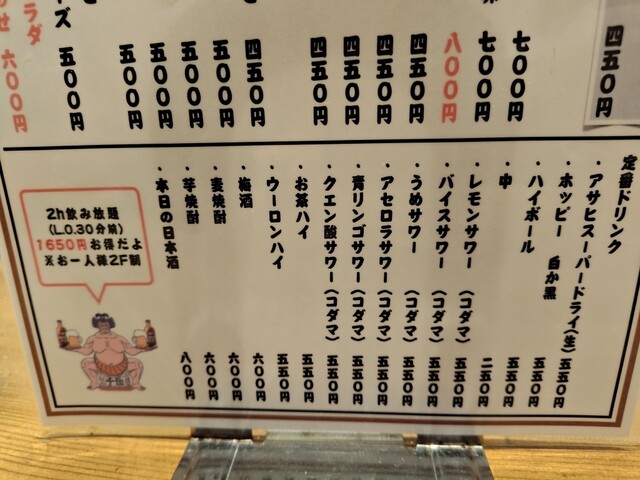 四五〇円
七〇〇円
七〇〇円
八〇〇円
四五〇円
四五〇円
四五〇円
四五〇円
四五〇円
五〇〇円
五〇〇円
五〇〇円
五〇〇円
ズ 五〇〇円
ラダ
せ 六〇〇円
定番ドリンク
・アサヒスーパードライ(生) 五五〇円
・ホッピー 白か黒 五五〇円
・ハイボール 五五〇円
・中 二五〇円
・レモンサワー (コダマ) 五五〇円
・バイスサワー (コダマ) 五五〇円
・うめサワー (コダマ) 五五〇円
・アセロラサワー (コダマ) 五五〇円
・青リンゴサワー (コダマ) 五五〇円
・クエン酸サワー (コダマ) 五五〇円
・お茶ハイ 五五〇円
・ウーロンハイ 五五〇円
・梅酒 六〇〇円
・麦焼酎 六〇〇円
・芋焼酎 六〇〇円
・本日の日本酒 八〇〇円
2h飲み放題
(L.O.30分前)
1650円お得だよ
※お一人様2F制